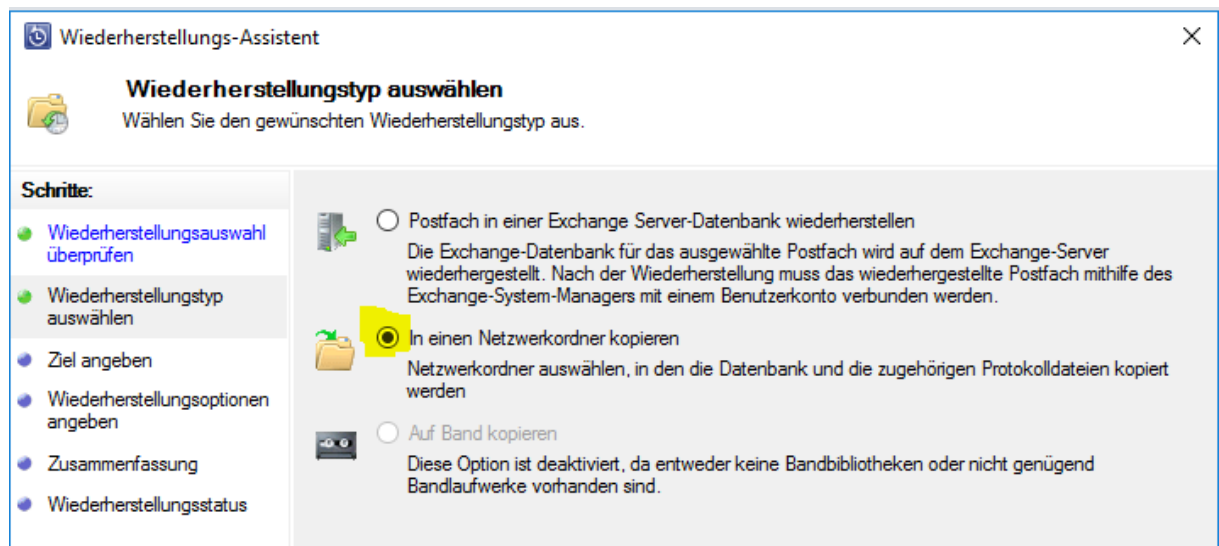 Wiederherstellungs-Assistent
Wiederherstellungstyp auswählen
Wählen Sie den gewünschten Wiederherstellungstyp aus.
Schritte:
Wiederherstellungsauswahl
überprüfen
Wiederherstellungstyp
auswählen
Ziel angeben
Wiederherstellungsoptionen
angeben
Zusammenfassung
Wiederherstellungsstatus
Postfach in einer Exchange Server-Datenbank wiederherstellen
Die Exchange-Datenbank für das ausgewählte Postfach wird auf dem Exchange-Server
wiederhergestellt. Nach der Wiederherstellung muss das wiederhergestellte Postfach mithilfe des
Exchange-System-Managers mit einem Benutzerkonto verbunden werden.
In einen Netzwerkordner kopieren
Netzwerkordner auswählen, in den die Datenbank und die zugehörigen Protokolldateien kopiert
werden
Auf Band kopieren
Diese Option ist deaktiviert, da entweder keine Bandbibliotheken oder nicht genügend
Bandlaufwerke vorhanden sind.